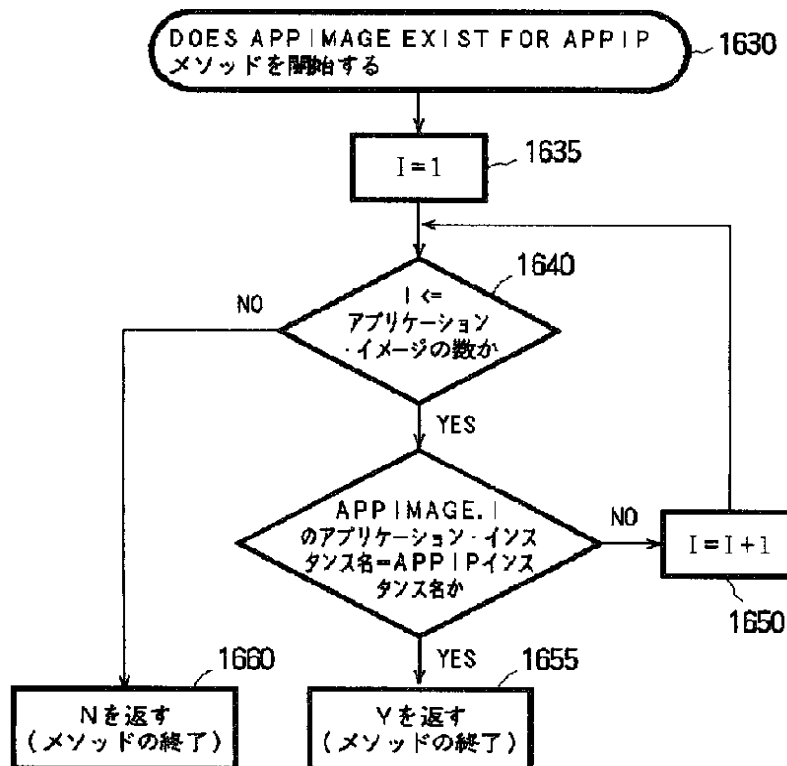 DOES APPIMAGE EXIST FOR APPIP
メソッドを開始する
1630
I=1
1635
1640
I <=
アプリケーション
・イメージの数か
NO
YES
APPIMAGE.I
のアプリケーション・インス
タンス名=APPIPインス
タンス名か
NO
I=I+1
1650
YES
1660
Nを返す
(メソッドの終了)
1655
Yを返す
(メソッドの終了)